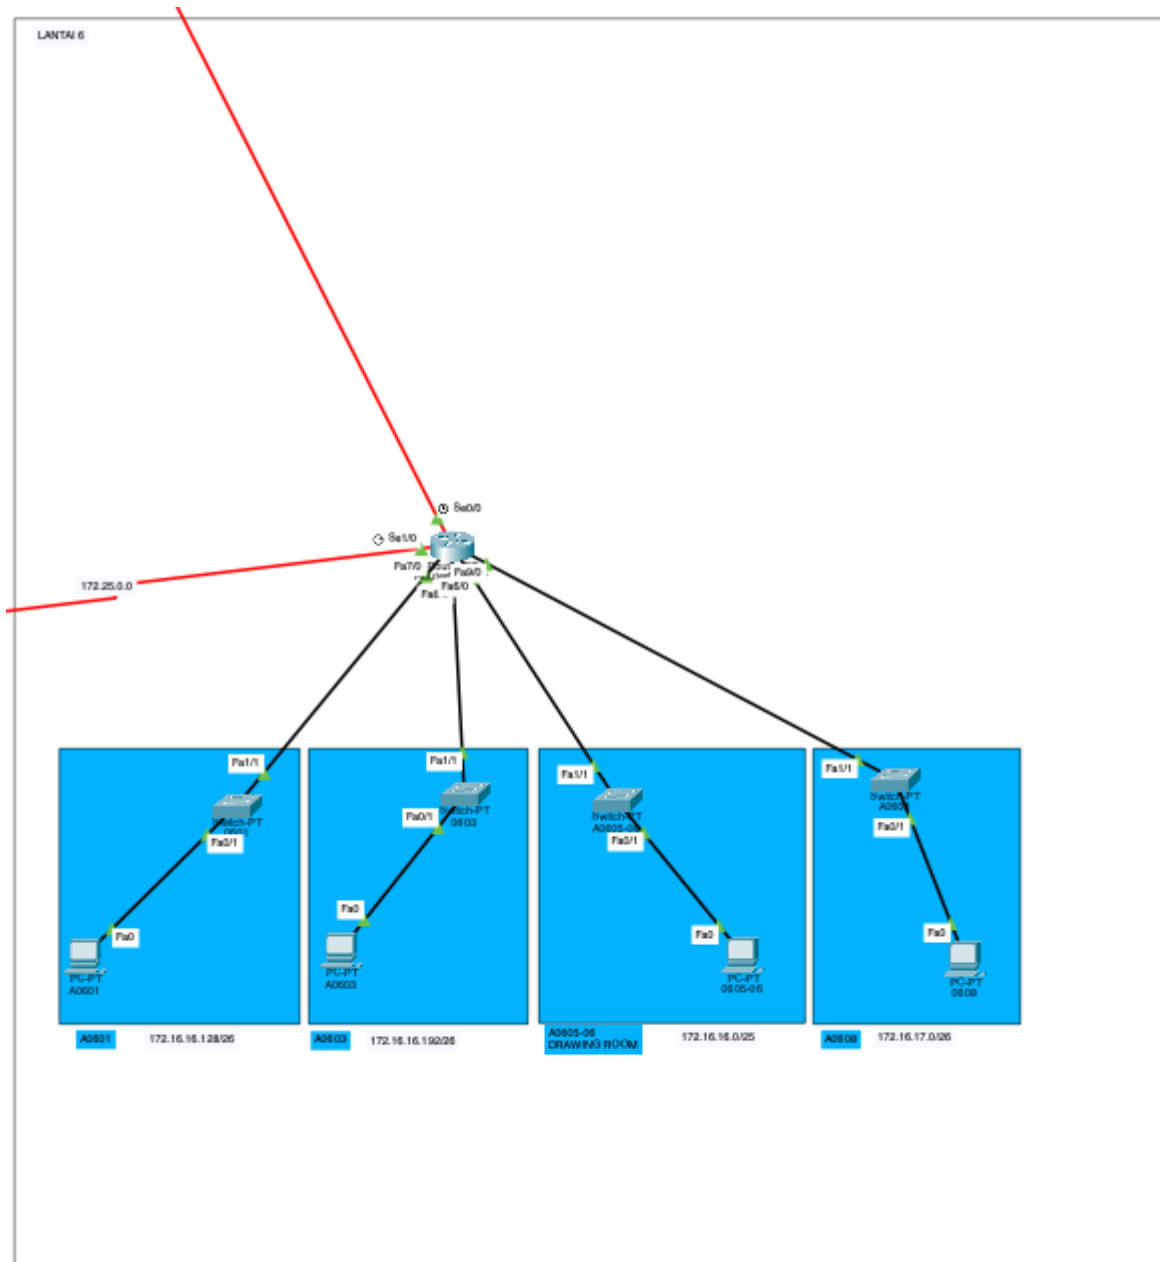 LANTAI 6
Se0/0
Se1/0
172.25.0.0
Fa7/0
Fa9/0
Fa6/0
Fa1/1
Fa1/1
Fa1/1
Fa1/1
Switch-PT
Switch-PT
0603
Switch-PT
Switch-PT
Fa0/1
Fa0/1
Fa0/1
Fa0/1
Fa0
Fa0
Fa0
Fa0
PC-PT
A0601
PC-PT
A0603
PC-PT
0605-06
PC-PT
0608
A0601
172.16.16.128/26
A0603
172.16.16.192/26
A0605-06
DRAWING ROOM
172.16.16.0/25
A0608
172.16.17.0/26